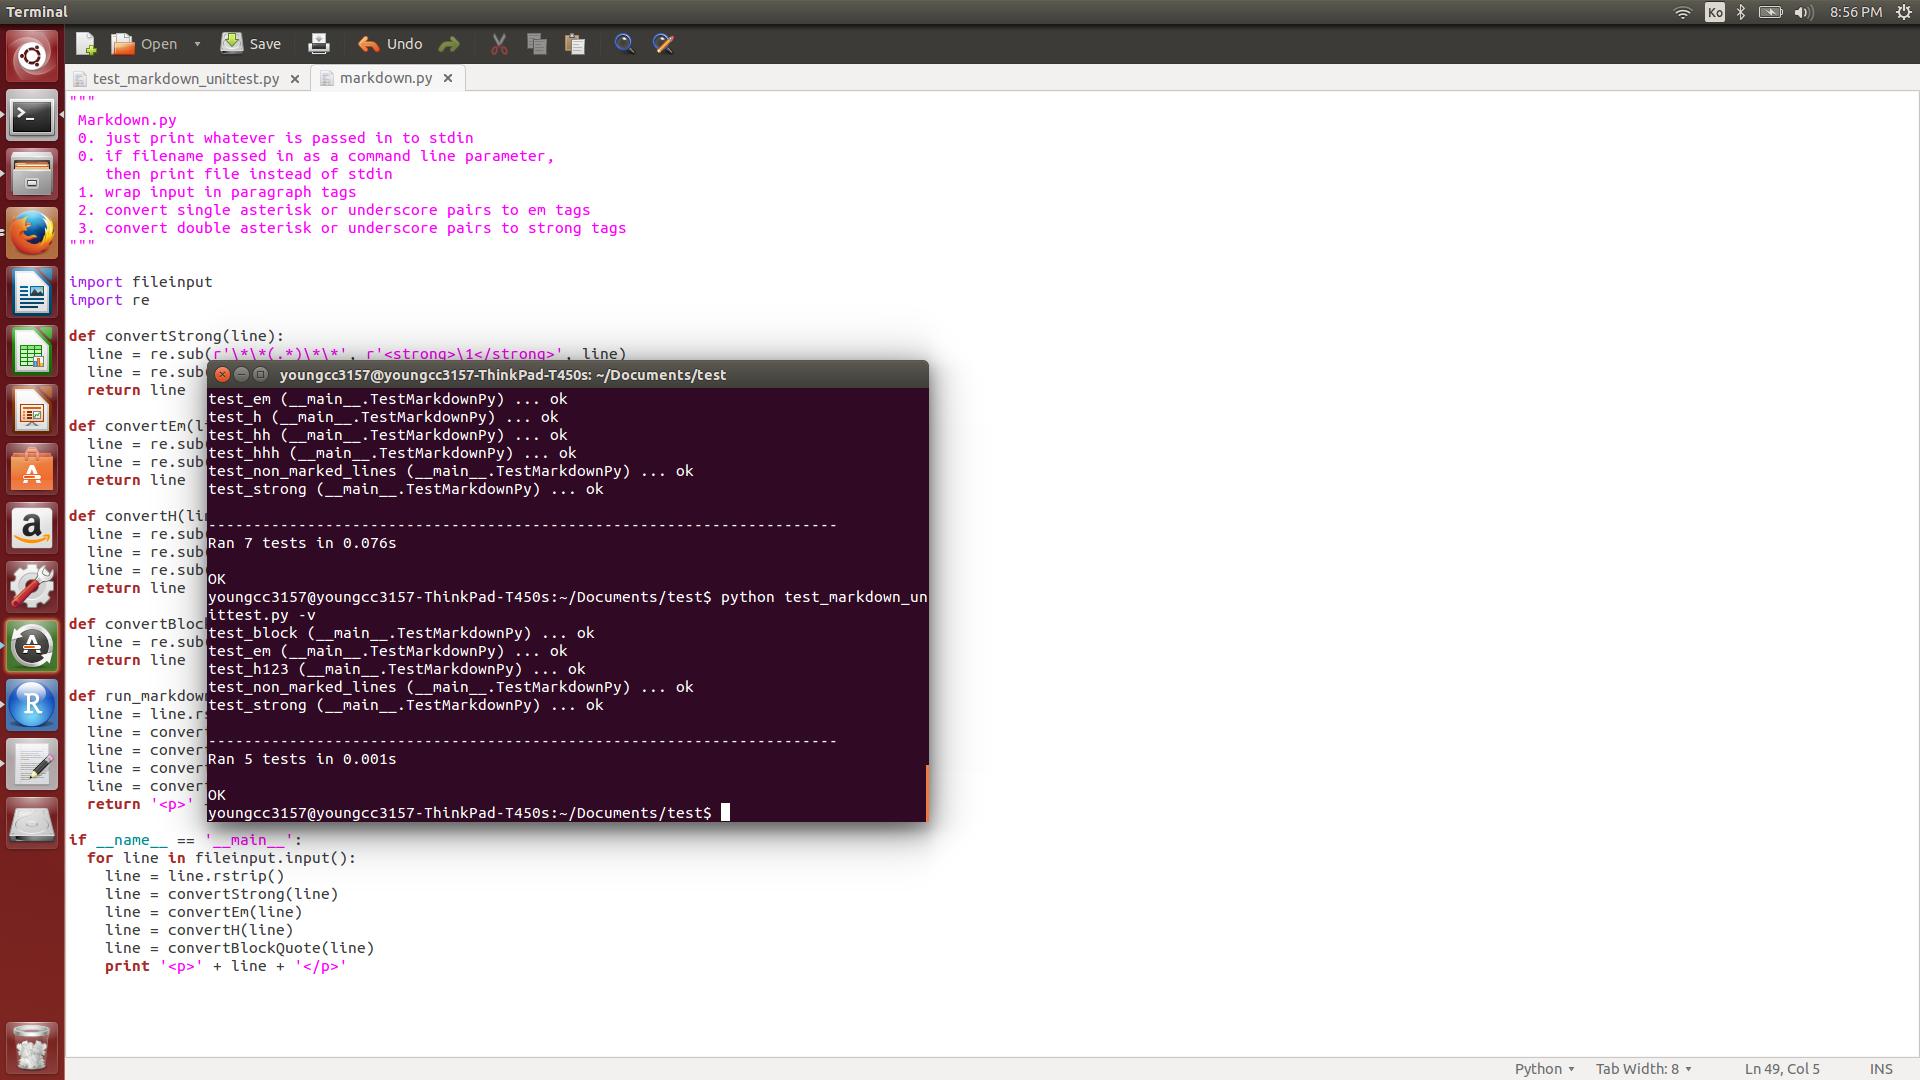 Terminal
Ko
8:56 PM
Open
Save
Undo
test_markdown_unittest.py
markdown.py
"""
Markdown.py
0. just print whatever is passed in to stdin
0. if filename passed in as a command line parameter,
then print file instead of stdin
1. wrap input in paragraph tags
2. convert single asterisk or underscore pairs to em tags
3. convert double asterisk or underscore pairs to strong tags
"""
import fileinput
import re
def convertStrong(line):
line = re.sub(r'\*\*(.*)\*\*', r'<strong>\1</strong>', line)
line = re.sub(
return line
def convertEm(l
line = re.sub(
line = re.sub(
return line
def convertH(li
line = re.sub
line = re.sub
line = re.sub
return line
def convertBloc
line = re.sub
return line
def run_markdow
line = line.r
line = conver
line = conver
line = conver
line = conver
return '<p>'
if __name__ == '__main__':
for line in fileinput.input():
line = line.rstrip()
line = convertStrong(line)
line = convertEm(line)
line = convertH(line)
line = convertBlockQuote(line)
print '<p>' + line + '</p>'
youngcc3157@youngcc3157-ThinkPad-T450s: ~/Documents/test
test_em (__main__.TestMarkdownPy) ... ok
test_h (__main__.TestMarkdownPy) ... ok
test_hh (__main__.TestMarkdownPy) ... ok
test_hhh (__main__.TestMarkdownPy) ... ok
test_non_marked_lines (__main__.TestMarkdownPy) ... ok
test_strong (__main__.TestMarkdownPy) ... ok
----------------------------------------------------------------------
Ran 7 tests in 0.076s
OK
youngcc3157@youngcc3157-ThinkPad-T450s:~/Documents/test$ python test_markdown_un
ittest.py -v
test_block (__main__.TestMarkdownPy) ... ok
test_em (__main__.TestMarkdownPy) ... ok
test_h123 (__main__.TestMarkdownPy) ... ok
test_non_marked_lines (__main__.TestMarkdownPy) ... ok
test_strong (__main__.TestMarkdownPy) ... ok
----------------------------------------------------------------------
Ran 5 tests in 0.001s
OK
youngcc3157@youngcc3157-ThinkPad-T450s:~/Documents/test$
Python
Tab Width: 8
Ln 49, Col 5
INS